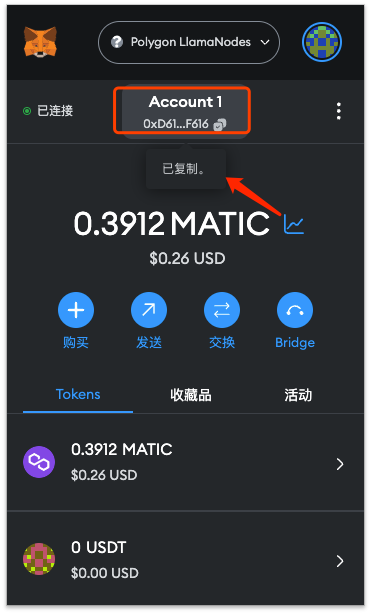 Polygon LlamaNodes
已连接
Account 1
0xD61...F616
已复制。
0.3912 MATIC
$0.26 USD
购买
发送
交换
Bridge
Tokens
收藏品
活动
0.3912 MATIC
$0.26 USD
0 USDT
$0.00 USD